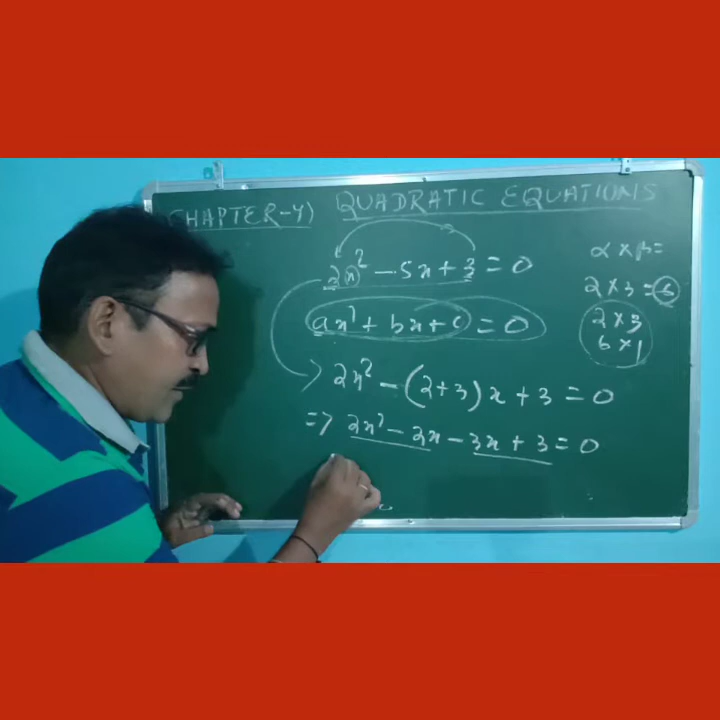 CHAPTER-4) QUADRATIC EQUATIONS
2x² - 5x + 3 = 0
ax² + bx + c = 0
=> 2x² - (2+3)x + 3 = 0
=> 2x² - 2x - 3x + 3 = 0
2 x 3 = 6
2 x 3
6 x 1